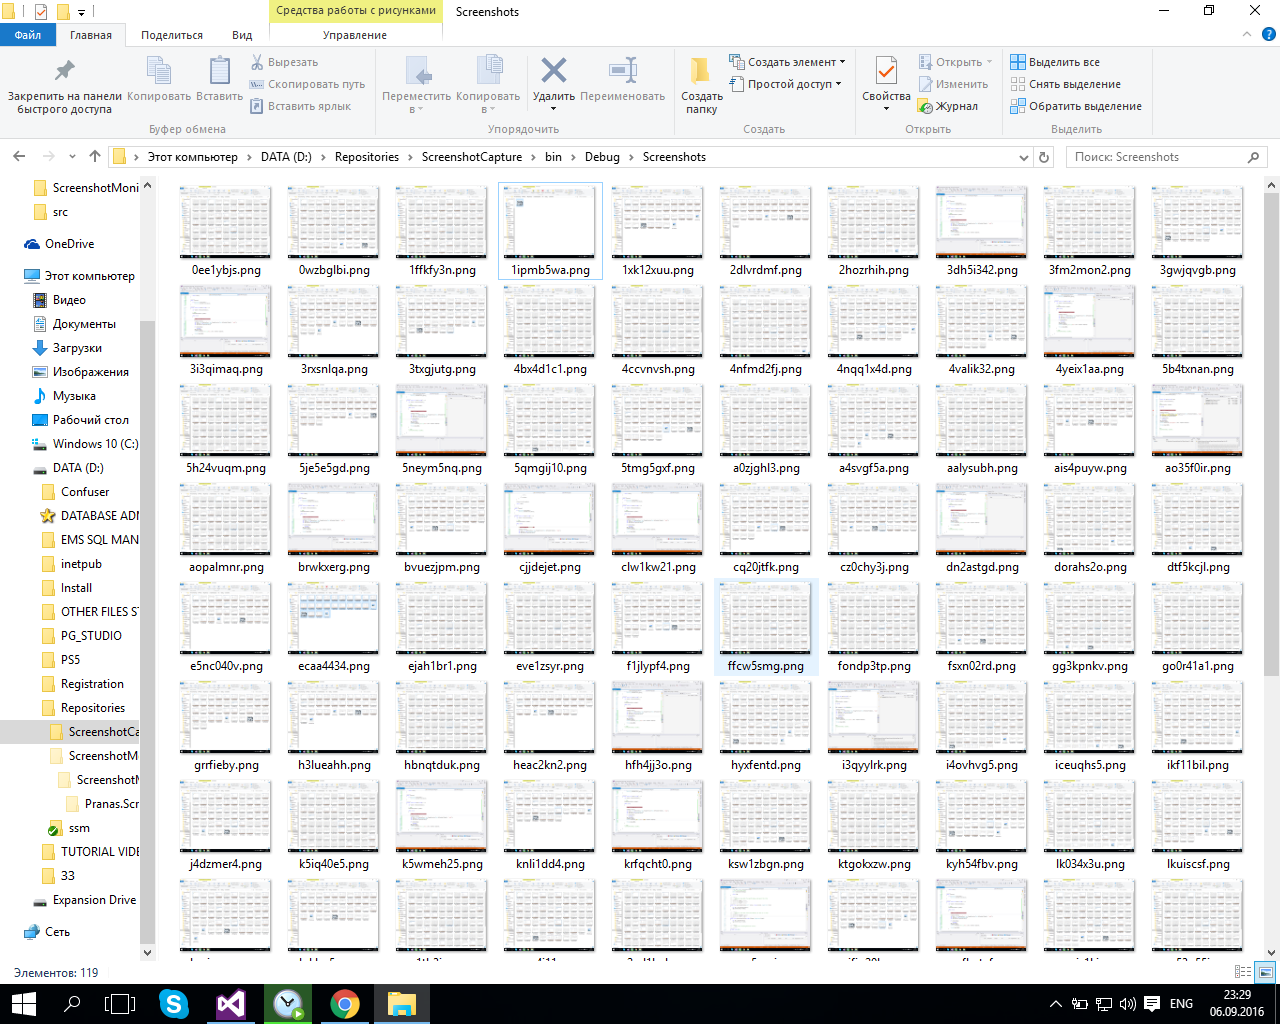 Средства работы с рисунками
Screenshots
Файл
Главная
Поделиться
Вид
Управление
Закрепить на панели
быстрого доступа
Копировать
Вставить
Вырезать
Скопировать путь
Вставить ярлык
Буфер обмена
Переместить
в
Копировать
в
Удалить
Переименовать
Упорядочить
Создать
папку
Создать элемент
Простой доступ
Создать
Свойства
Открыть
Изменить
Журнал
Открыть
Выделить все
Снять выделение
Обратить выделение
Выделить
Этот компьютер
DATA (D:)
Repositories
ScreenshotCapture
bin
Debug
Screenshots
Поиск: Screenshots
ScreenshotMoni
src
OneDrive
Этот компьютер
Видео
Документы
Загрузки
Изображения
Музыка
Рабочий стол
Windows 10 (C:)
DATA (D:)
Confuser
DATABASE ADM
EMS SQL MAN
inetpub
Install
OTHER FILES ST
PG_STUDIO
PS5
Registration
Repositories
ScreenshotCa
ScreenshotM
ScreenshotM
Pranas.Scr
ssm
TUTORIAL VIDE
33
Expansion Drive
Сеть
0ee1ybjs.png
0wzbglbi.png
1ffkfy3n.png
1ipmb5wa.png
1xk12xuu.png
2dlvrdmf.png
2hozrhih.png
3dh5i342.png
3fm2mon2.png
3gwjqvgb.png
3i3qimaq.png
3rxsnlqa.png
3txgjutg.png
4bx4d1c1.png
4ccvnvsh.png
4nfmd2fj.png
4nqq1x4d.png
4valik32.png
4yeix1aa.png
5b4txnan.png
5h24vuqm.png
5je5e5gd.png
5neym5nq.png
5qmgij10.png
5tmg5gxf.png
a0zjghl3.png
a4svgf5a.png
aalysubh.png
ais4puyw.png
ao35f0ir.png
aopalmnr.png
brwkxerg.png
bvuezjpm.png
cjjdejet.png
clw1kw21.png
cq20jtfk.png
cz0chy3j.png
dn2astgd.png
dorahs2o.png
dtf5kcjl.png
e5nc040v.png
ecaa4434.png
ejah1br1.png
eve1zsyr.png
f1jlypf4.png
ffcw5smg.png
fondp3tp.png
fsxn02rd.png
gg3kpnkv.png
go0r41a1.png
grrfieby.png
h3lueahh.png
hbnqtduk.png
heac2kn2.png
hfh4jj3o.png
hyxfentd.png
i3qyylrk.png
i4ovhvg5.png
iceuqhs5.png
ikf11bil.png
j4dzmer4.png
k5iq40e5.png
k5wmeh25.png
knli1dd4.png
krfqcht0.png
ksw1zbgn.png
ktgokxzw.png
kyh54fbv.png
lk034x3u.png
lkuiscsf.png
Элементов: 119
ENG
23:29
06.09.2016